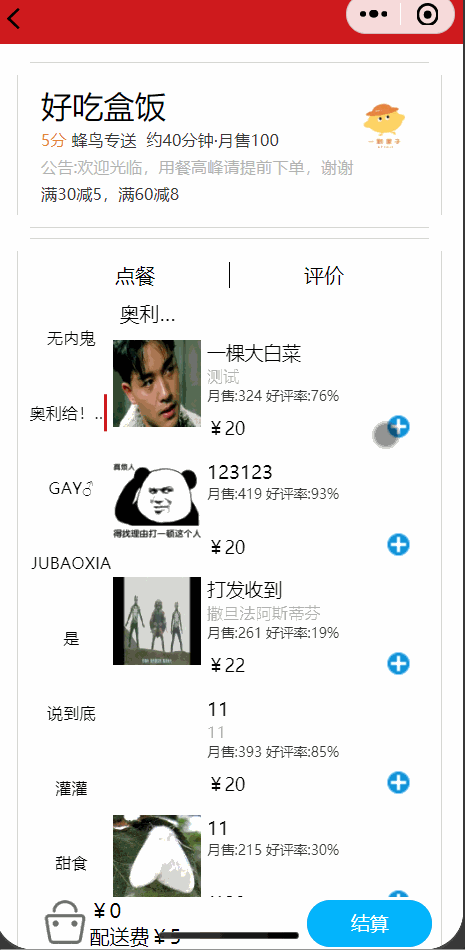 好吃盒饭
5分 蜂鸟专送 约40分钟·月售100
公告:欢迎光临，用餐高峰请提前下单，谢谢
满30减5，满60减8
点餐
评价
奥利...
无内鬼
奥利给！..
GAY♂
JUBAOXIA
是
说到底
灌灌
甜食
一棵大白菜
测试
月售:324 好评率:76%
￥20
真烦人
得找理由打一顿这个人
123123
月售:419 好评率:93%
￥20
打发收到
撒旦法阿斯蒂芬
月售:261 好评率:19%
￥22
11
11
月售:393 好评率:85%
￥20
11
月售:215 好评率:30%
￥0
配送费￥5
结算